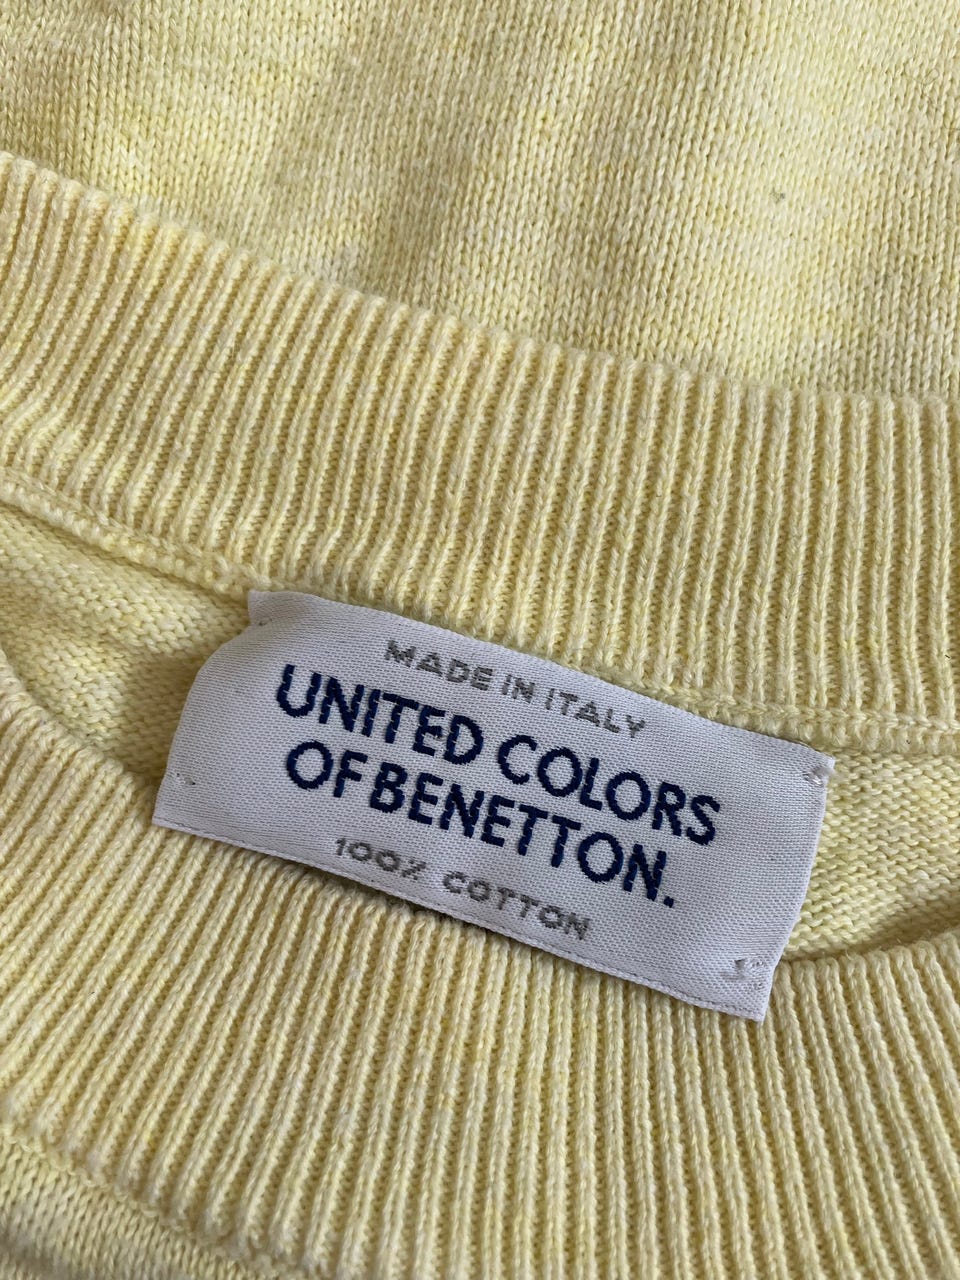 MADE IN ITALY
UNITED COLORS
OF BENETTON.
100% COTTON